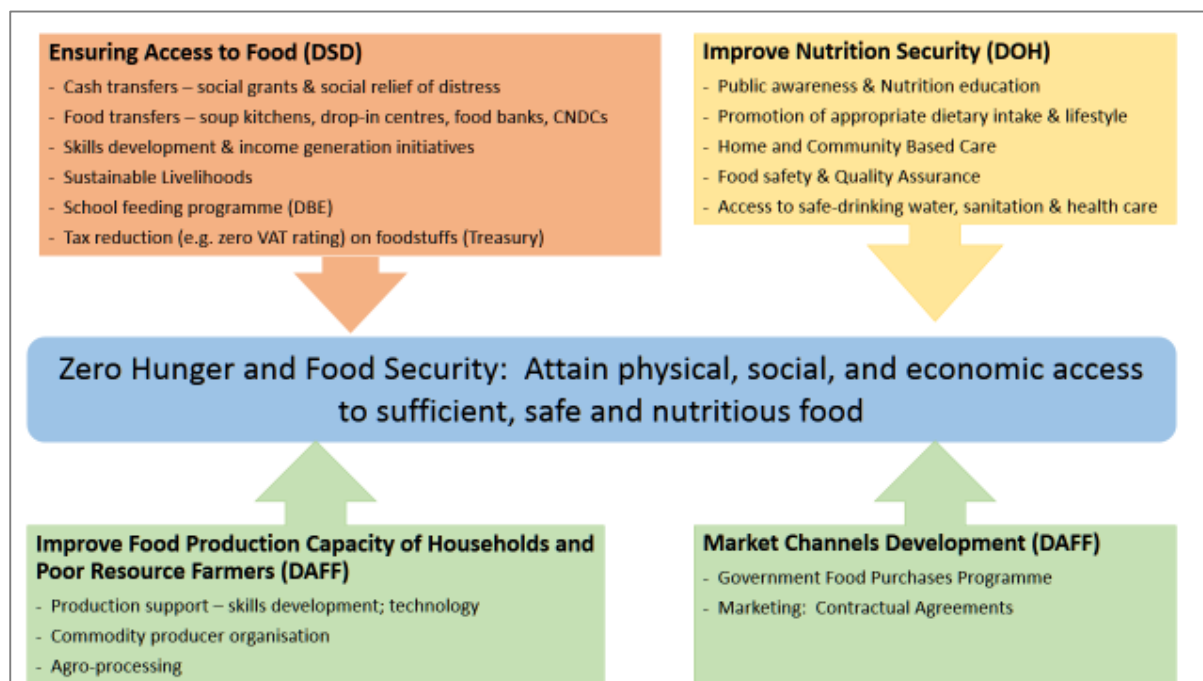 Ensuring Access to Food (DSD)
- Cash transfers – social grants & social relief of distress
- Food transfers – soup kitchens, drop-in centres, food banks, CNDCs
- Skills development & income generation initiatives
- Sustainable Livelihoods
- School feeding programme (DBE)
- Tax reduction (e.g. zero VAT rating) on foodstuffs (Treasury)
Improve Nutrition Security (DOH)
- Public awareness & Nutrition education
- Promotion of appropriate dietary intake & lifestyle
- Home and Community Based Care
- Food safety & Quality Assurance
- Access to safe-drinking water, sanitation & health care
Zero Hunger and Food Security: Attain physical, social, and economic access
to sufficient, safe and nutritious food
Improve Food Production Capacity of Households and
Poor Resource Farmers (DAFF)
- Production support – skills development; technology
- Commodity producer organisation
- Agro-processing
Market Channels Development (DAFF)
- Government Food Purchases Programme
- Marketing: Contractual Agreements